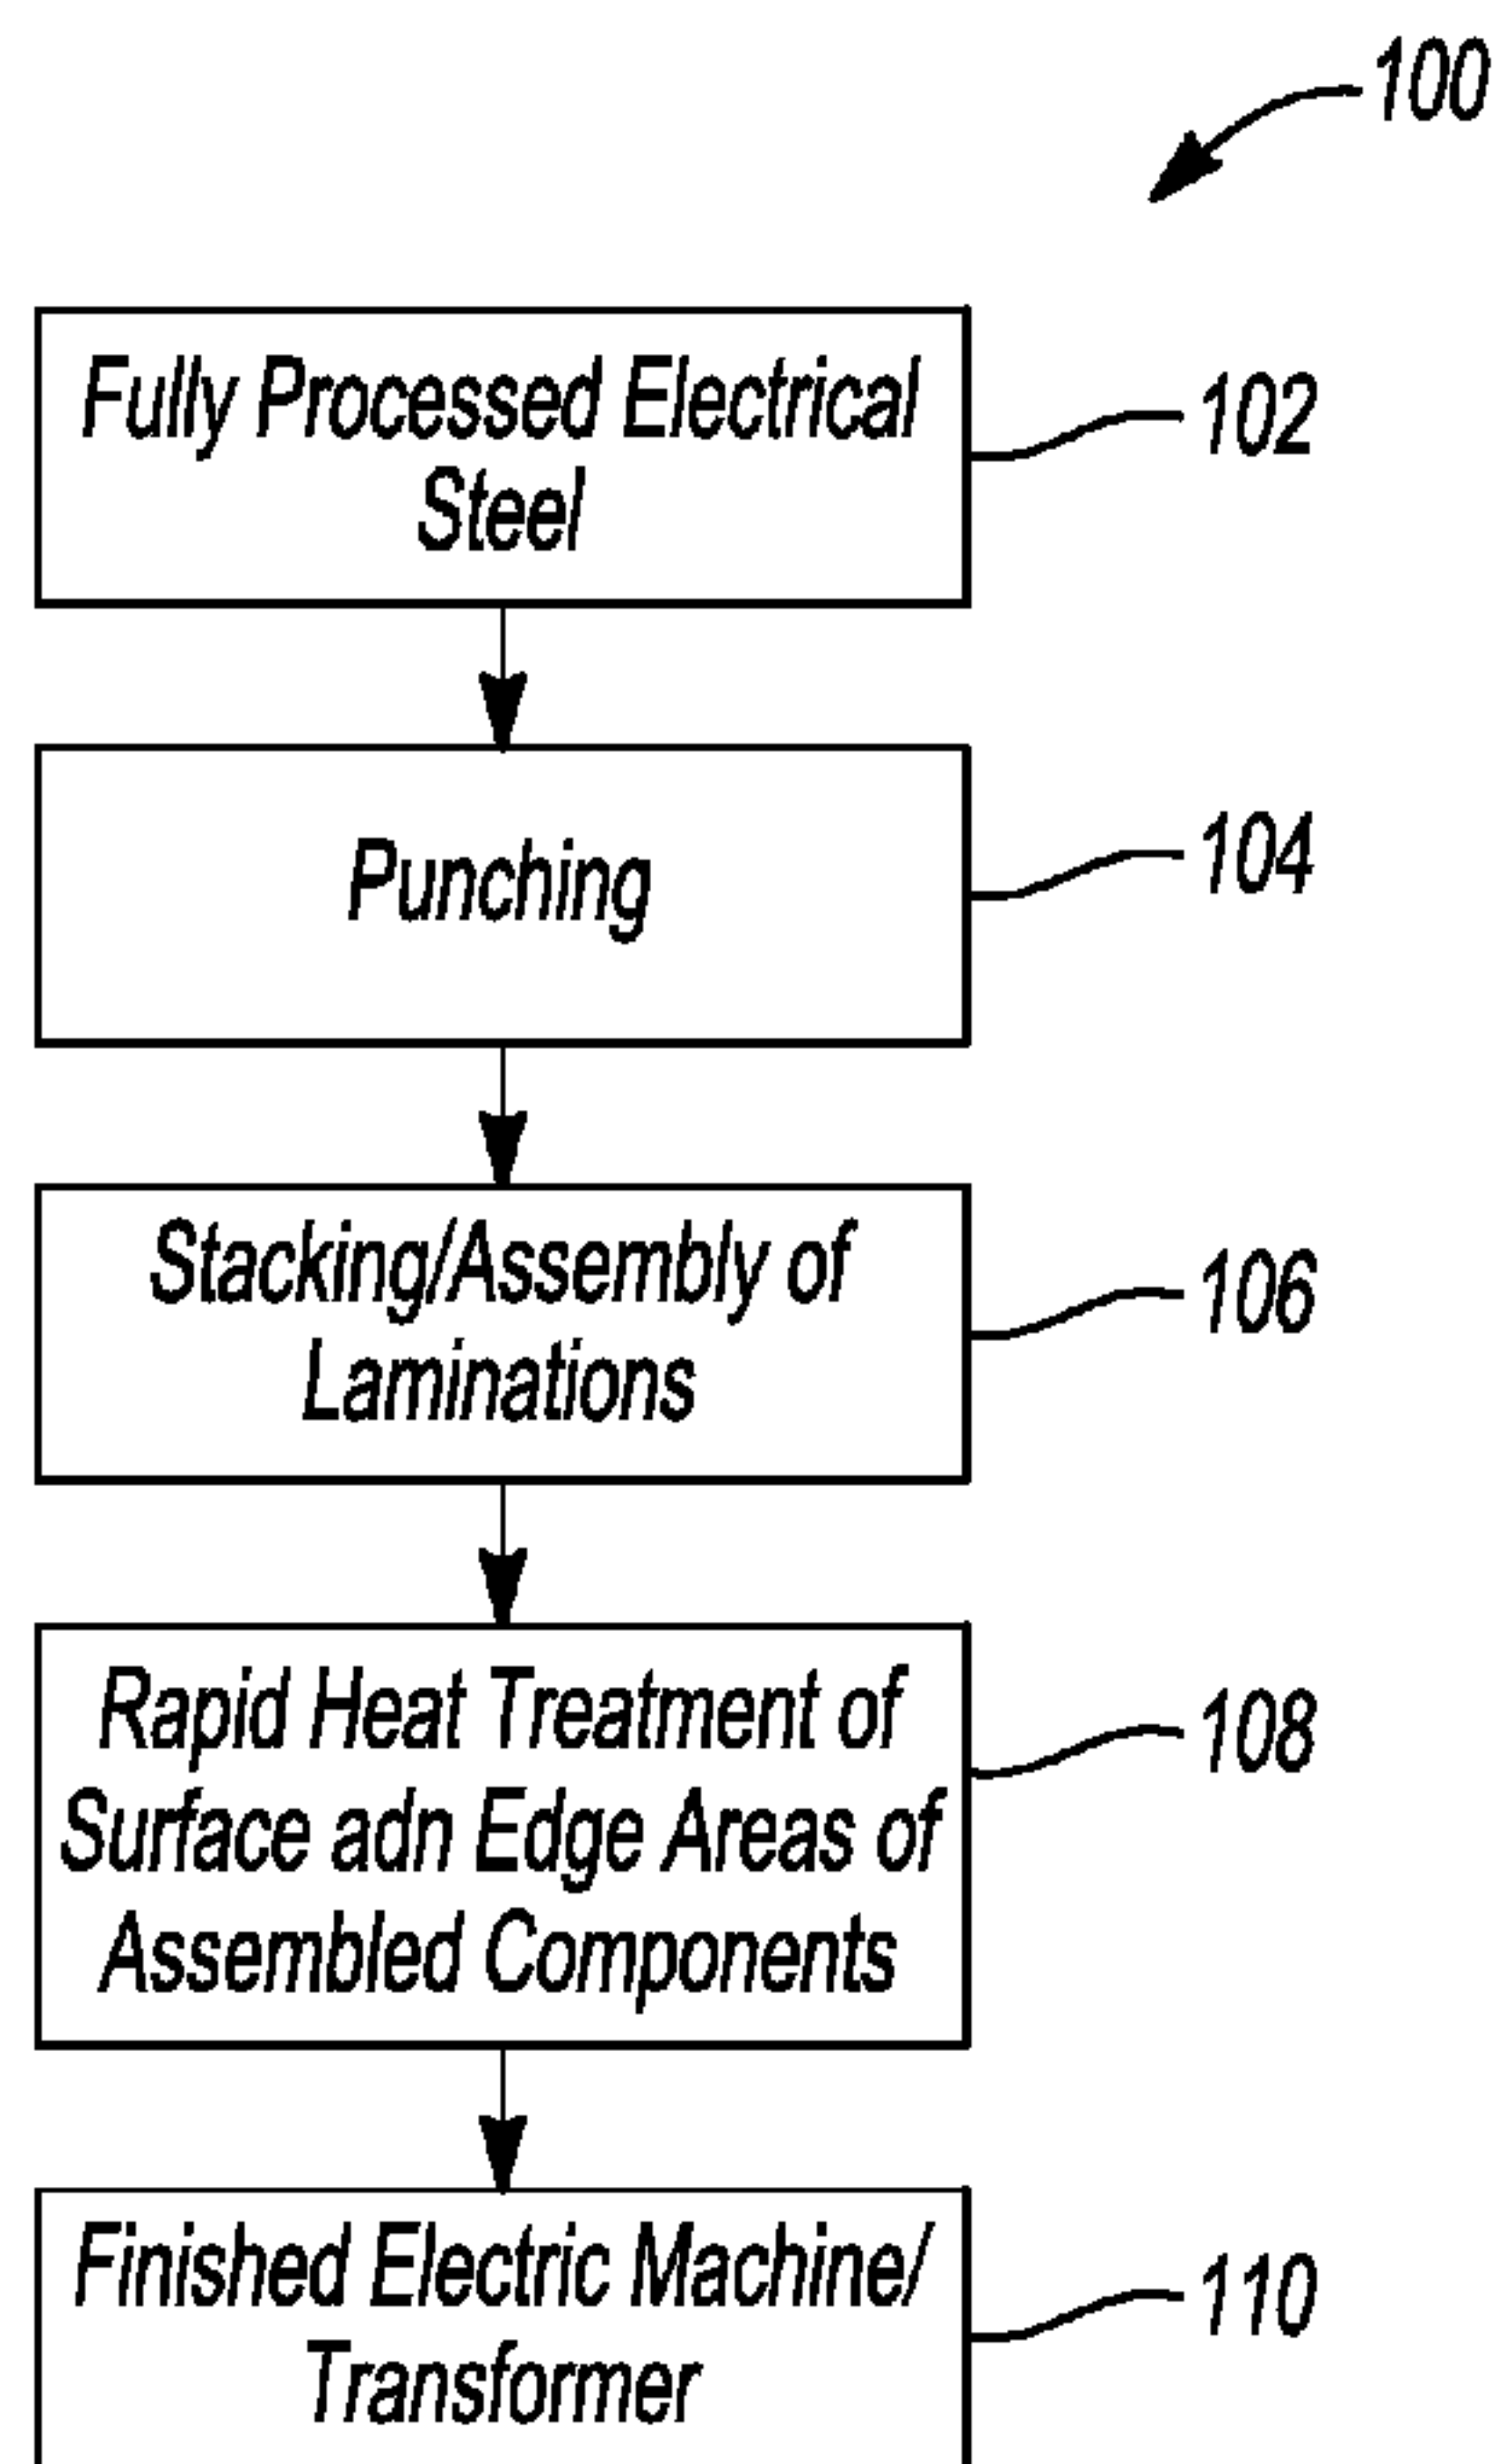 100
Fully Processed Electrical
Steel
102
Punching
104
Stacking/Assembly of
Laminations
106
Rapid Heat Treatment of
Surface adn Edge Areas of
Assembled Components
108
Finished Electric Machine/
Transformer
110